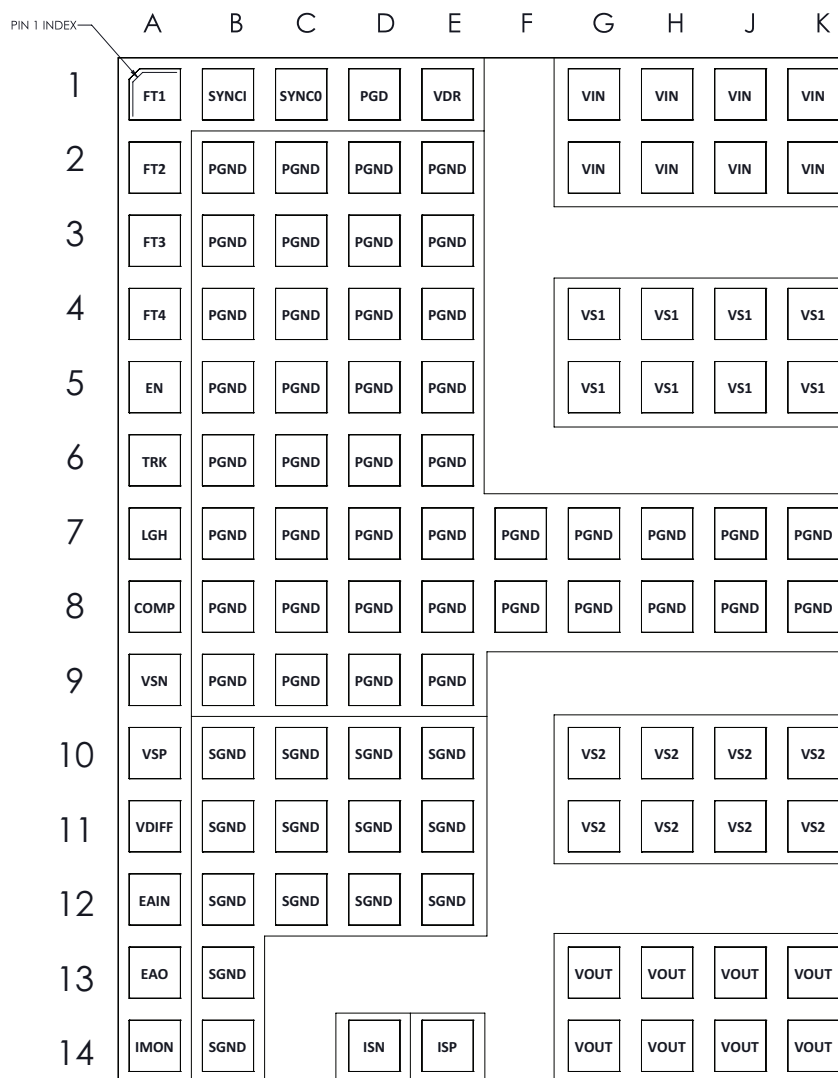 PIN 1 INDEX
A B C D E F G H J K
1 FT1 SYNCI SYNC0 PGD VDR VIN VIN VIN VIN
2 FT2 PGND PGND PGND PGND VIN VIN VIN VIN
3 FT3 PGND PGND PGND PGND
4 FT4 PGND PGND PGND PGND VS1 VS1 VS1 VS1
5 EN PGND PGND PGND PGND VS1 VS1 VS1 VS1
6 TRK PGND PGND PGND PGND
7 LGH PGND PGND PGND PGND PGND PGND PGND PGND PGND
8 COMP PGND PGND PGND PGND PGND PGND PGND PGND PGND
9 VSN PGND PGND PGND PGND
10 VSP SGND SGND SGND SGND VS2 VS2 VS2 VS2
11 VDIFF SGND SGND SGND SGND VS2 VS2 VS2 VS2
12 EAIN SGND SGND SGND SGND
13 EAO SGND VOUT VOUT VOUT VOUT
14 IMON SGND ISN ISP VOUT VOUT VOUT VOUT